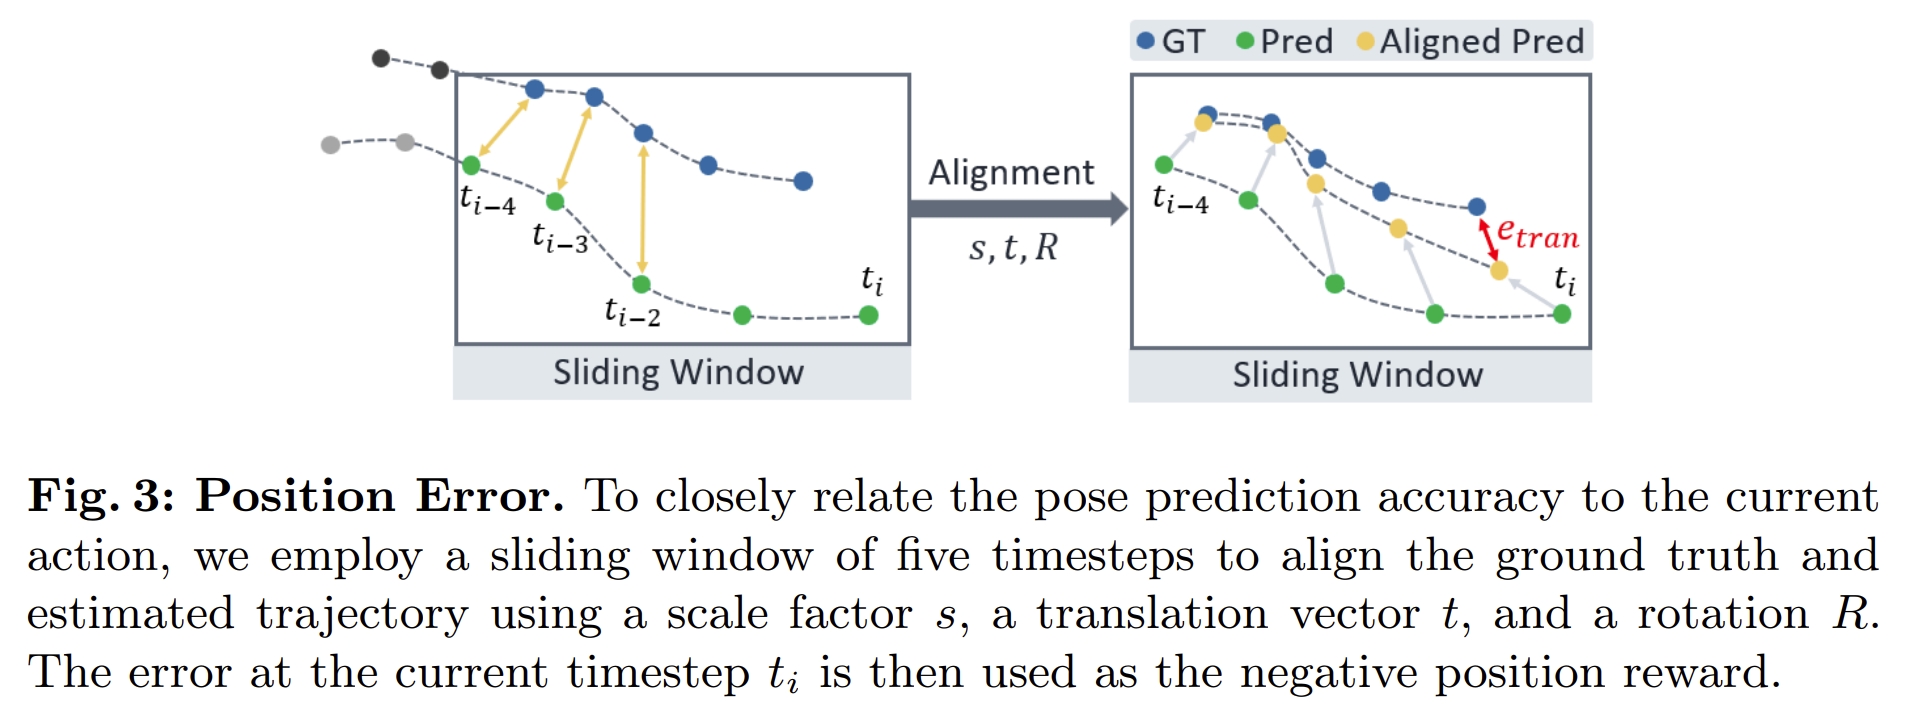 GT Pred Aligned Pred
t_{i-4}
t_{i-3}
t_{i-2}
t_i
Sliding Window
Alignment
s, t, R
t_{i-4}
e_{tran}
t_i
Sliding Window
Fig. 3: Position Error. To closely relate the pose prediction accuracy to the current
action, we employ a sliding window of five timesteps to align the ground truth and
estimated trajectory using a scale factor s, a translation vector t, and a rotation R.
The error at the current timestep t_i is then used as the negative position reward.